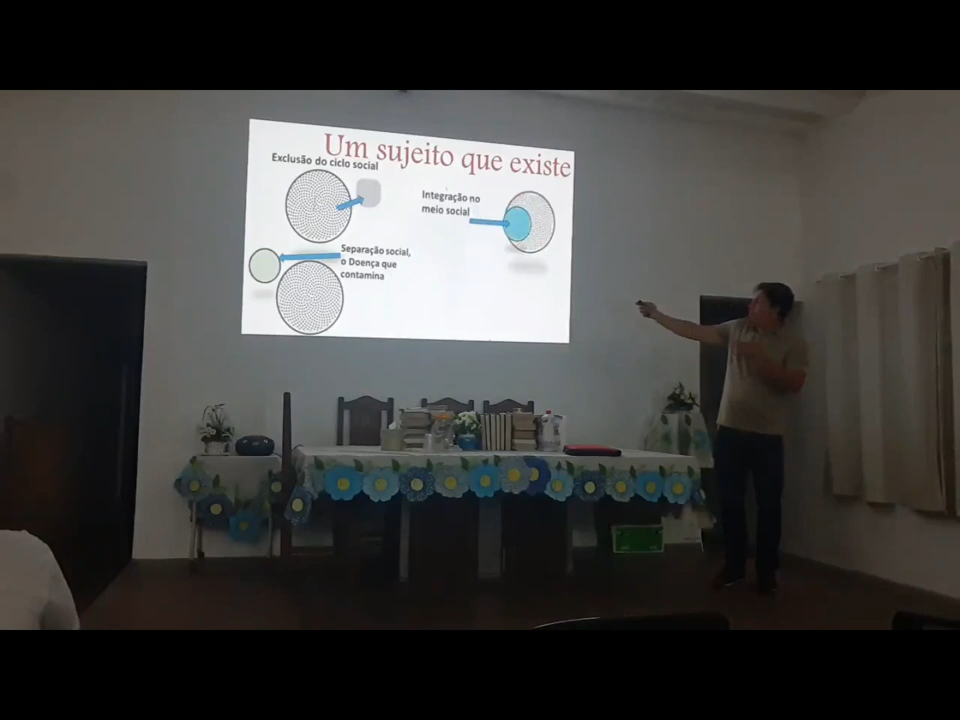 Um sujeito que existe
Exclusão do ciclo social
Integração no
meio social
Separação social,
o Doença que
contamina